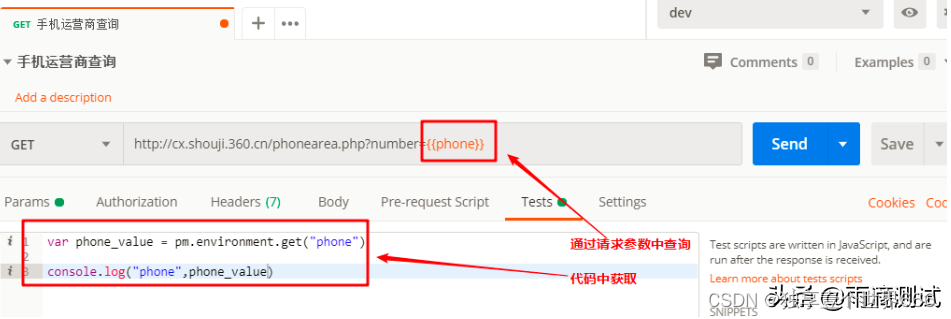 GET 手机运营商查询
dev
手机运营商查询
Comments 0
Examples 0
Add a description
GET
http://cx.shouji.360.cn/phonearea.php?number={{phone}}
Send
Save
Params
Authorization
Headers (7)
Body
Pre-request Script
Tests
Settings
Cookies
1 var phone_value = pm.environment.get("phone")
2
3 console.log("phone",phone_value)
通过请求参数中查询
代码中获取
Test scripts are written in JavaScript, and are
run after the response is received.
Learn more about tests scripts
SNIPPETS
头条 @雨滴测试